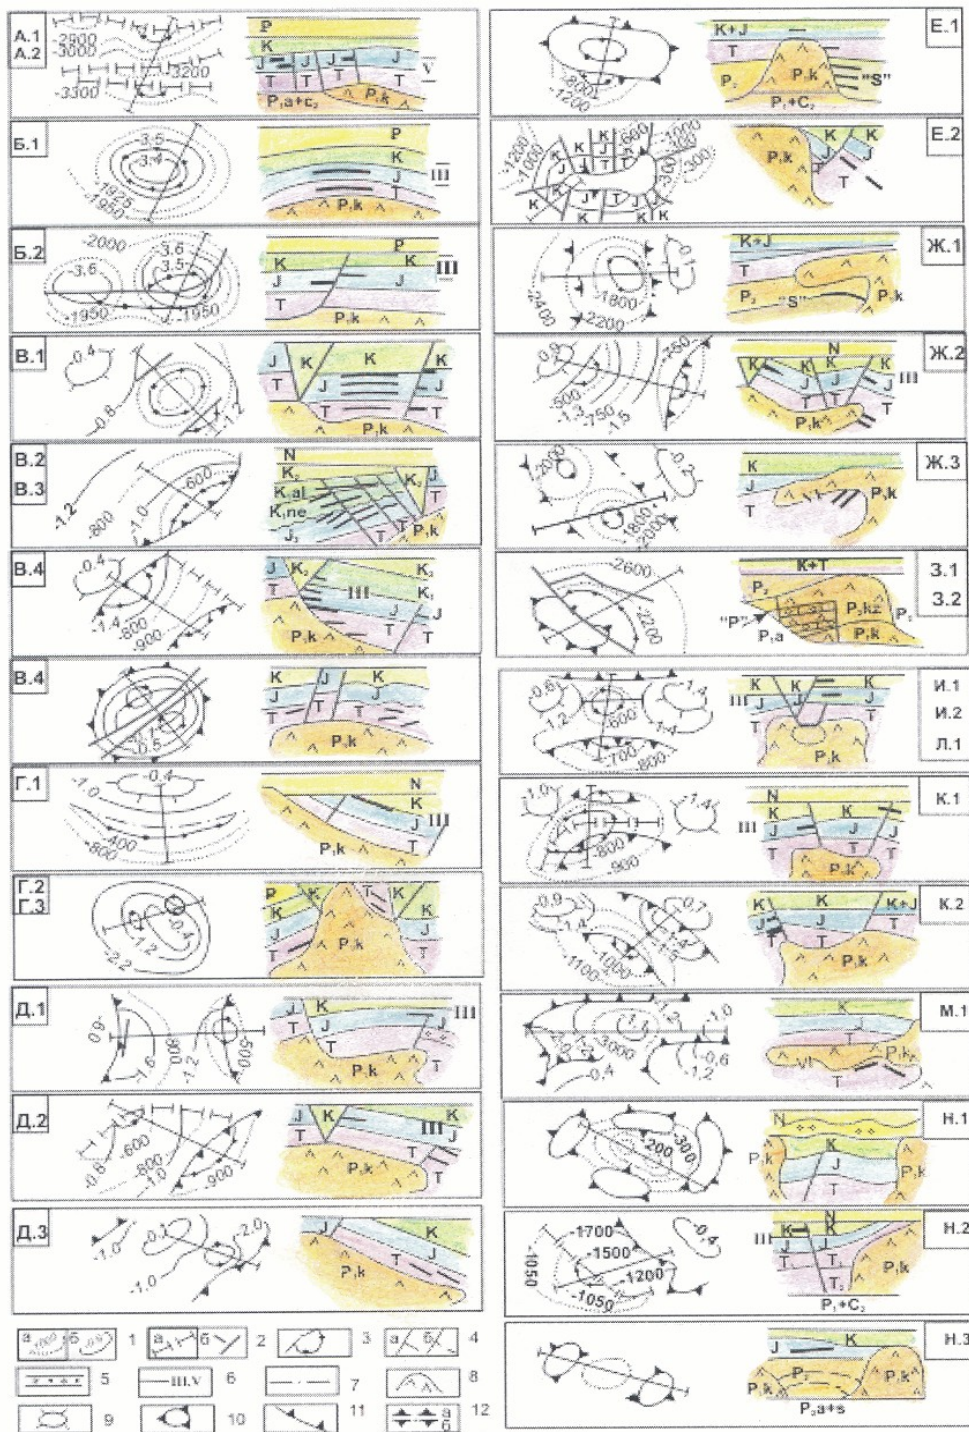 А.1
А.2
-2900
-3000
3200
-3300
P
K
J J J J
T T T T
V
P₁a+c₂
P₁k
Б.1
3.5
-3.4
-1925
-1950
P
K
J
T
III
P₁k
Б.2
-2000
-3.6
-3.6
3.5
-1950
-1950
P
K K
J J
T
III
P₁k
В.1
-0.4
-0.8
-1.2
J K K K
T J J
T T
P₁k
В.2
В.3
-1.2
-800
-1.0
-600
N
K₂
K₁al
K₁ne
J₃
K₂ J
T T T
P₁k
В.4
-0.4
-1.4
-800
-900
J K₂
T III K₁
J
P₁k T
В.4
-0.5
K J K
J J
T T T
P₁k
Г.1
-0.4
-1.0
-400
-800
N
K
J III
T
P₁k
Г.2
Г.3
-1.2
-0.4
-2.2
P K T K
K K
J J
T T
P₁k
Д.1
-1.6
-800
-1.2
-500
K
J J III
T T T
P₁k
Д.2
-0.8
-600
-800
-1.0
-900
J K K
T J III J
T T
P₁k
Д.3
-1.0
-0.1
-1.0
-2.0
J K
J
T
P₁k
а б 1
а б 2
3
а б 4
5
III.V 6
7
8
9
10
11
а
б 12
Е.1
-800
-1200
K+J
T T
P₂ P₁k "S"
P₁+C₂
Е.2
-1200
-1000
-1000
K K
J J
T T
P₁k
Ж.1
-0.1
-2400
-1800
-2200
K+J
T
P₂ "S" P₁k
Ж.2
-0.9
-500
-1.3
-750
-1.5
-750
N
K K K III
J J J
T T T
P₁k
Ж.3
-2000
-0.2
-1800
-2000
K
J J
T T
P₁k
З.1
З.2
-2600
-2200
K+T
P₂
P₂kz P₂
"P" P₁a
P₁k
И.1
И.2
Л.1
-0.6
-1.2
-600
-1.4
1.4
-700
-800
K K K
III J J
T T
P₁k
К.1
-1.0
-1.4
-800
-900
N
K K K
III J J J
T T T
P₁k
К.2
-0.9
-1.4
-0.7
-1000
-1100
K K K+J
J J
T T T
P₁k
М.1
-1.2
-1.0
-3000
-0.6
-1.2
-0.4
K
J
T
P₁k
VI
T
Н.1
-200
-300
N
K
P₁k J P₁k
T
Н.2
-1700
-1500
-1200
-1050
-1050
-0.4
N
K K
III J J
T T
P₁k
P₁+C₂
Н.3
K
J
T
P₂
P₁k
P₂a+s